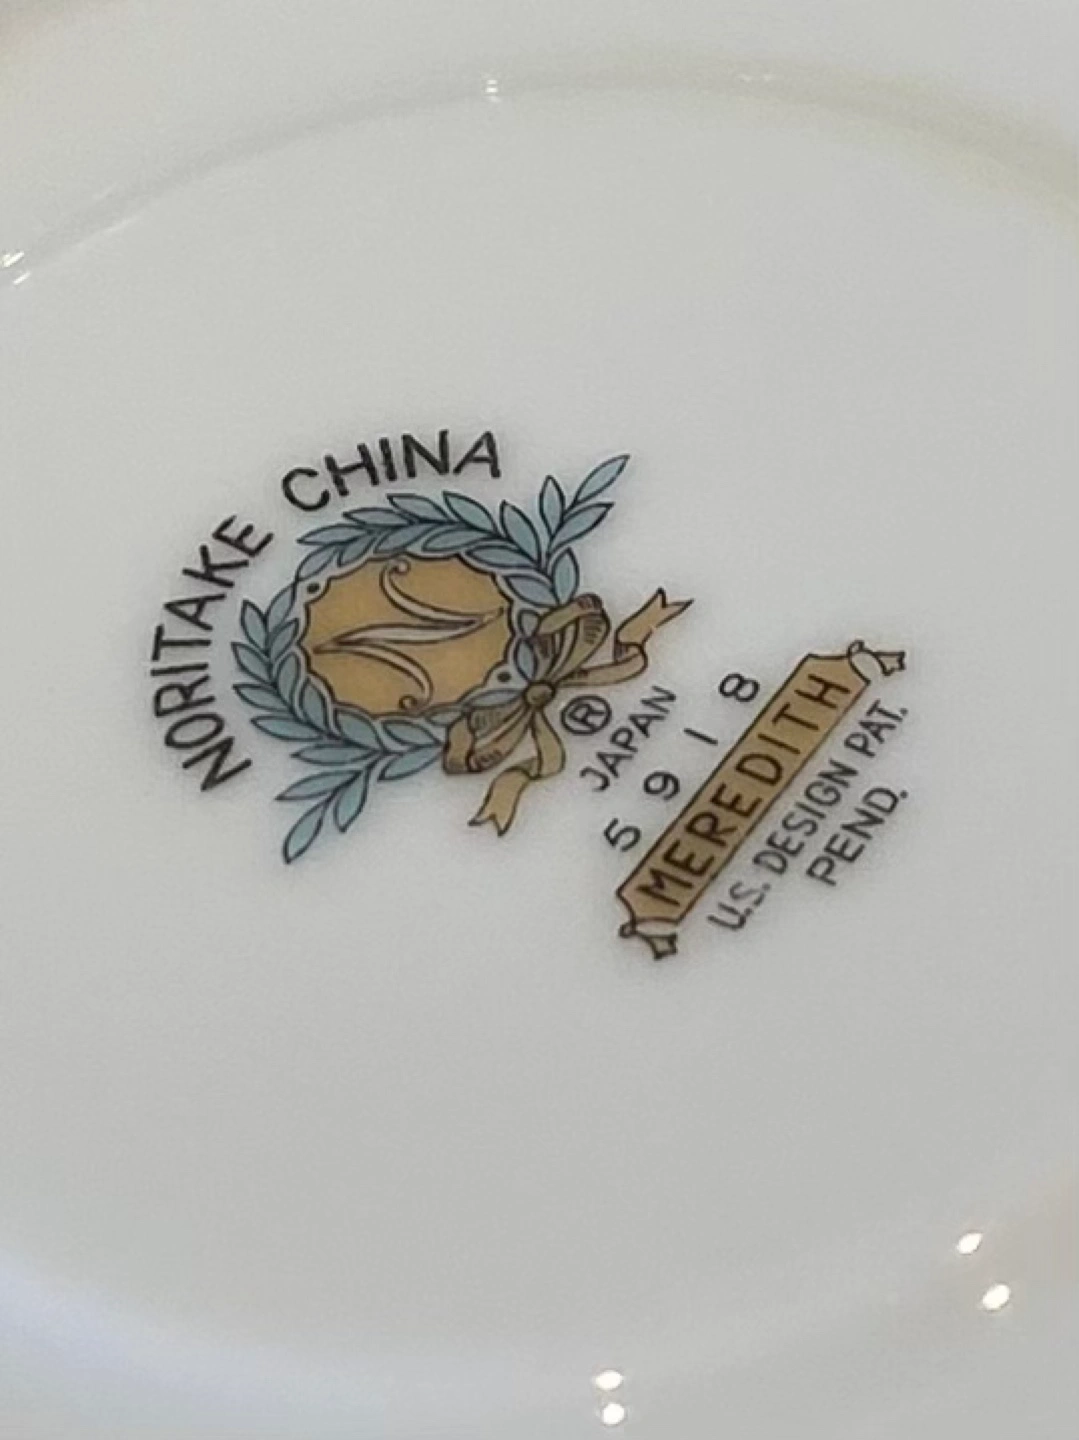 NORITAKE CHINA
N
®
JAPAN
5918
MEREDITH
U.S. DESIGN PAT.
PEND.